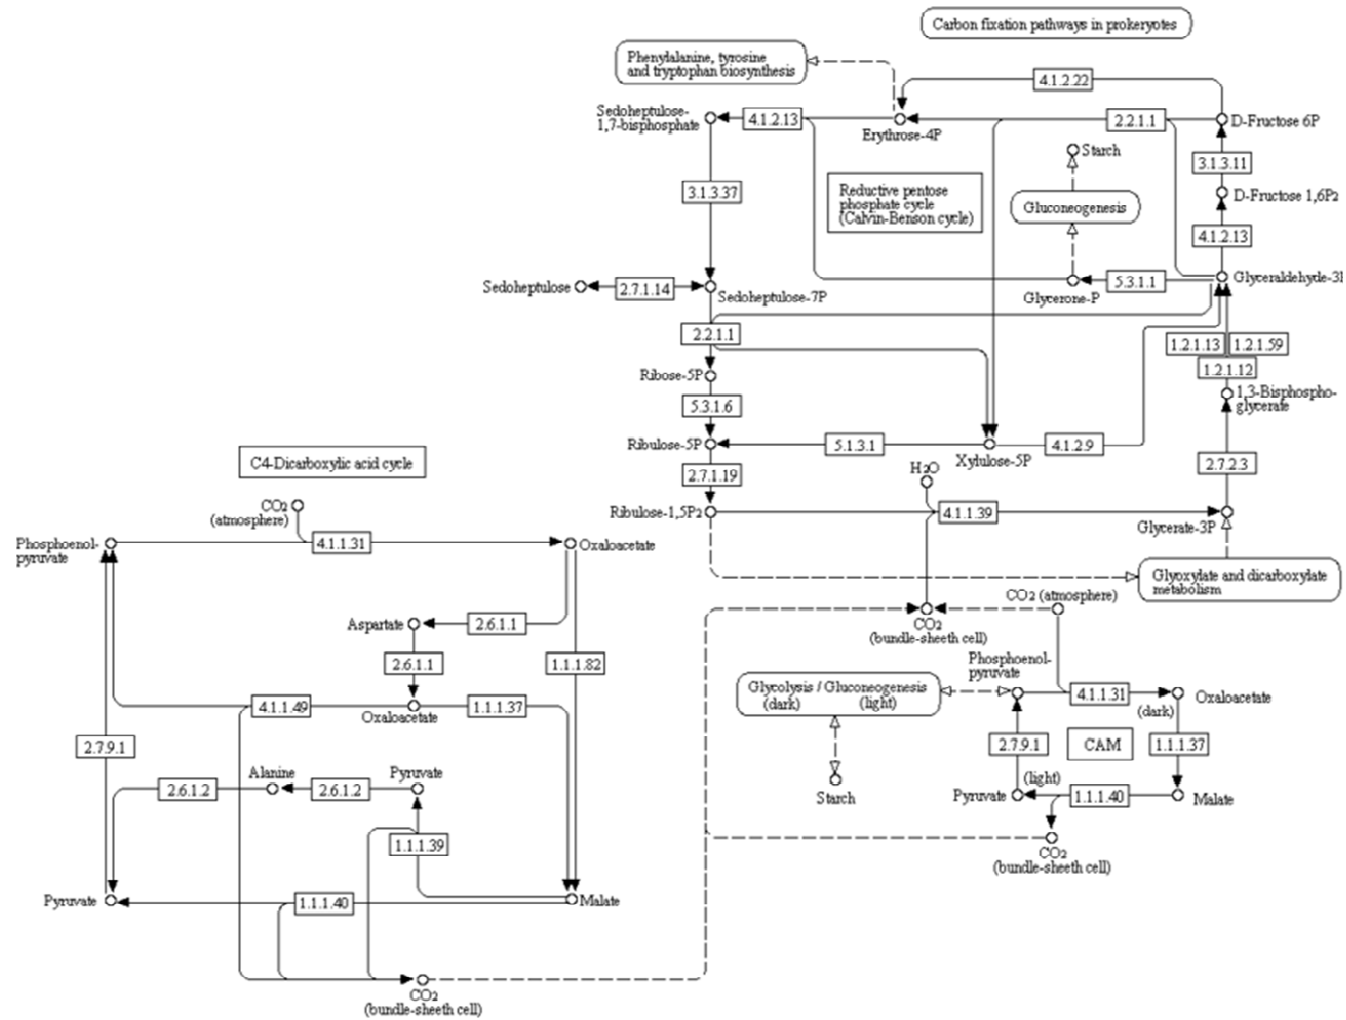 Carbon fixation pathways in prokeryotes
Phenylalanine, tyrosine
and tryptophan biosynthesis
4.1.2.22
Sedoheptulose-
1,7-bisphosphate
4.1.2.13
Erythrose-4P
2.2.1.1
D-Fructose 6P
Starch
3.1.3.11
3.1.3.37
Reductive pentose
phosphate cycle
(Calvin-Benson cycle)
Gluconeogenesis
D-Fructose 1,6P2
4.1.2.13
Sedoheptulose
2.7.1.14
Sedoheptulose-7P
Glycerone-P
5.3.1.1
Glyceraldehyde-3l
2.2.1.1
1.2.1.13
1.2.1.59
1.2.1.12
Ribose-5P
1,3-Bisphospho-
glycerate
5.3.1.6
Ribulose-5P
5.1.3.1
Xylulose-5P
4.1.2.9
2.7.2.3
C4-Dicarboxylic acid cycle
2.7.1.19
H2O
CO2
(atmosphere)
Ribulose-1,5P2
4.1.1.39
Glycerate-3P
Phosphoenol-
pyruvate
4.1.1.31
Oxaloacetate
Glyoxylate and dicarboxylate
metabolism
CO2 (atmosphere)
Aspartate
2.6.1.1
CO2
(bundle-sheeth cell)
2.6.1.1
1.1.1.82
Phosphoenol-
pyruvate
Glycolysis / Gluconeogenesis
(dark)
(light)
4.1.1.31
Oxaloacetate
(dark)
4.1.1.49
Oxaloacetate
1.1.1.37
2.7.9.1
2.7.9.1
CAM
1.1.1.37
Alanine
Pyruvate
2.6.1.2
2.6.1.2
Starch
(light)
Pyruvate
1.1.1.40
Malate
1.1.1.39
CO2
(bundle-sheeth cell)
Pyruvate
1.1.1.40
Malate
CO2
(bundle-sheeth cell)